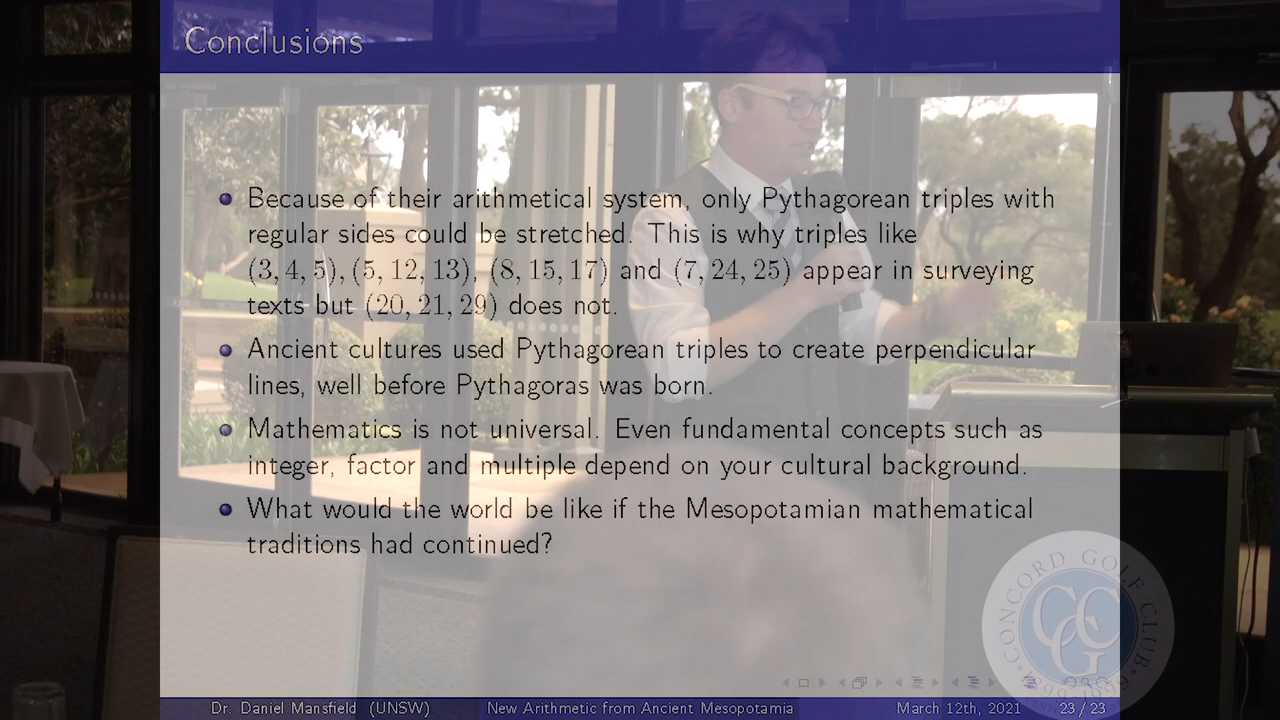 Conclusions
Because of their arithmetical system, only Pythagorean triples with
regular sides could be stretched. This is why triples like
(3, 4, 5), (5, 12, 13), (8, 15, 17) and (7, 24, 25) appear in surveying
texts but (20, 21, 29) does not.
Ancient cultures used Pythagorean triples to create perpendicular
lines, well before Pythagoras was born.
Mathematics is not universal. Even fundamental concepts such as
integer, factor and multiple depend on your cultural background.
What would the world be like if the Mesopotamian mathematical
traditions had continued?
CONCORD GOLF CLUB
CCG
Dr. Daniel Mansfield (UNSW) New Arithmetic from Ancient Mesopotamia March 12th, 2021 23 / 23